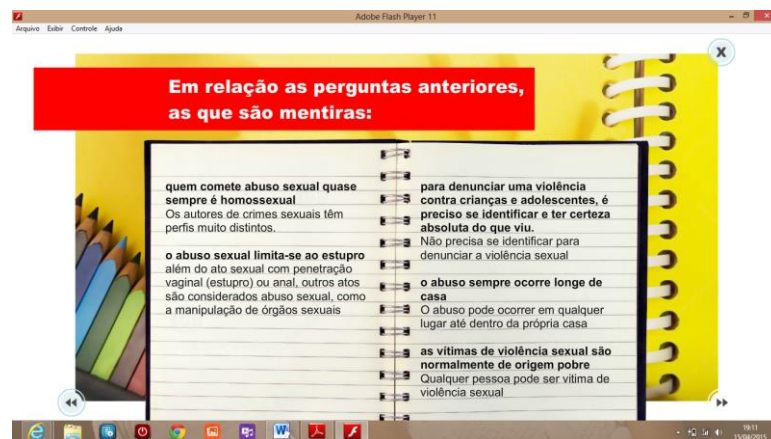 Adobe Flash Player 11
Arquivo Exibir Controle Ajuda
X
Em relação as perguntas anteriores,
as que são mentiras:
quem comete abuso sexual quase
sempre é homossexual
Os autores de crimes sexuais têm
perfis muito distintos.
o abuso sexual limita-se ao estupro
além do ato sexual com penetração
vaginal (estupro) ou anal, outros atos
são considerados abuso sexual, como
a manipulação de órgãos sexuais
para denunciar uma violência
contra crianças e adolescentes, é
preciso se identificar e ter certeza
absoluta do que viu.
Não precisa se identificar para
denunciar a violência sexual
o abuso sempre ocorre longe de
casa
O abuso pode ocorrer em qualquer
lugar até dentro da própria casa
as vítimas de violência sexual são
normalmente de origem pobre
Qualquer pessoa pode ser vitima de
violência sexual
19:11
15/04/2015